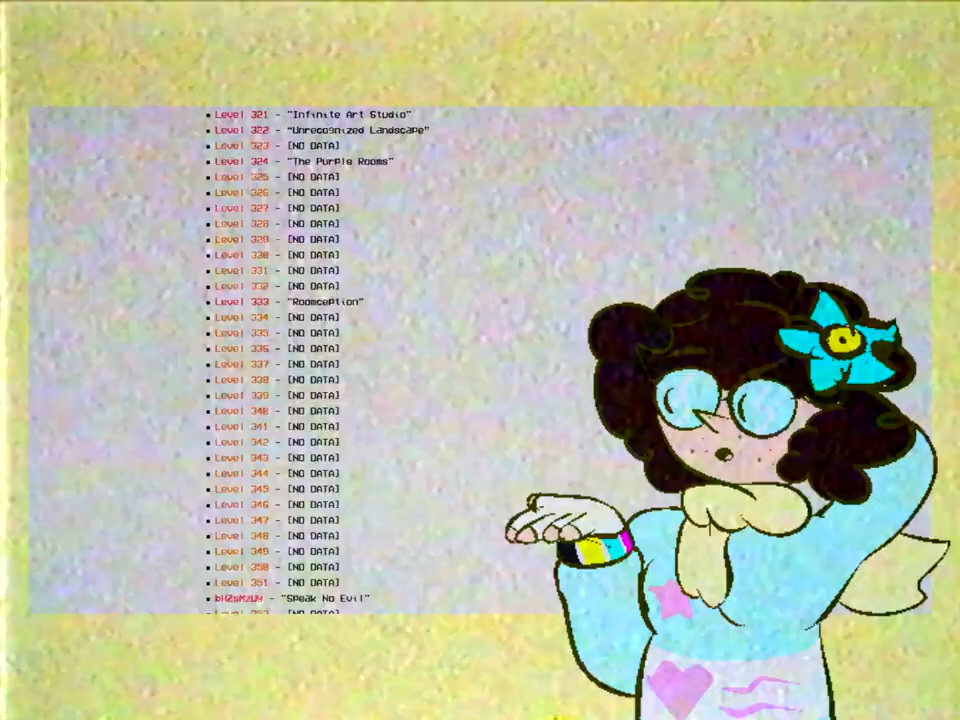 Level 321 - "Infinite Art Studio"
Level 322 - "Unrecognized Landscape"
Level 323 - [NO DATA]
Level 324 - "The Purple Rooms"
Level 325 - [NO DATA]
Level 326 - [NO DATA]
Level 327 - [NO DATA]
Level 328 - [NO DATA]
Level 329 - [NO DATA]
Level 330 - [NO DATA]
Level 331 - [NO DATA]
Level 332 - [NO DATA]
Level 333 - "Roomception"
Level 334 - [NO DATA]
Level 335 - [NO DATA]
Level 336 - [NO DATA]
Level 337 - [NO DATA]
Level 338 - [NO DATA]
Level 339 - [NO DATA]
Level 340 - [NO DATA]
Level 341 - [NO DATA]
Level 342 - [NO DATA]
Level 343 - [NO DATA]
Level 344 - [NO DATA]
Level 345 - [NO DATA]
Level 346 - [NO DATA]
Level 347 - [NO DATA]
Level 348 - [NO DATA]
Level 349 - [NO DATA]
Level 350 - [NO DATA]
Level 351 - [NO DATA]
- "Speak No Evil"